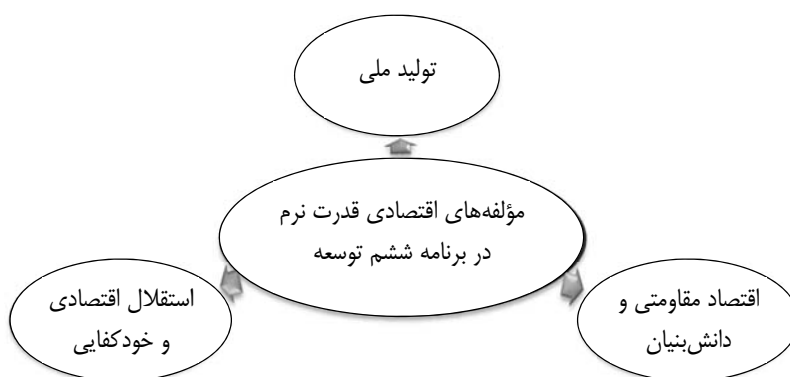 تولید ملی
مؤلفه‌های اقتصادی قدرت نرم
در برنامه ششم توسعه
اقتصاد مقاومتی و
دانش‌بنیان
استقلال اقتصادی
و خودکفایی